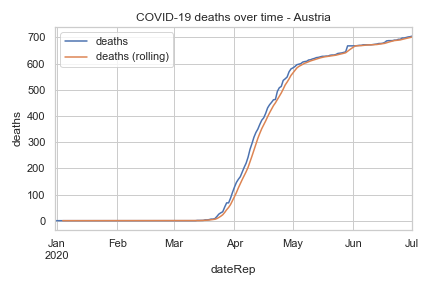 COVID-19 deaths over time - Austria
deaths
deaths (rolling)
700
600
500
400
300
200
100
0
deaths
Jan Feb Mar Apr May Jun Jul
2020
dateRep